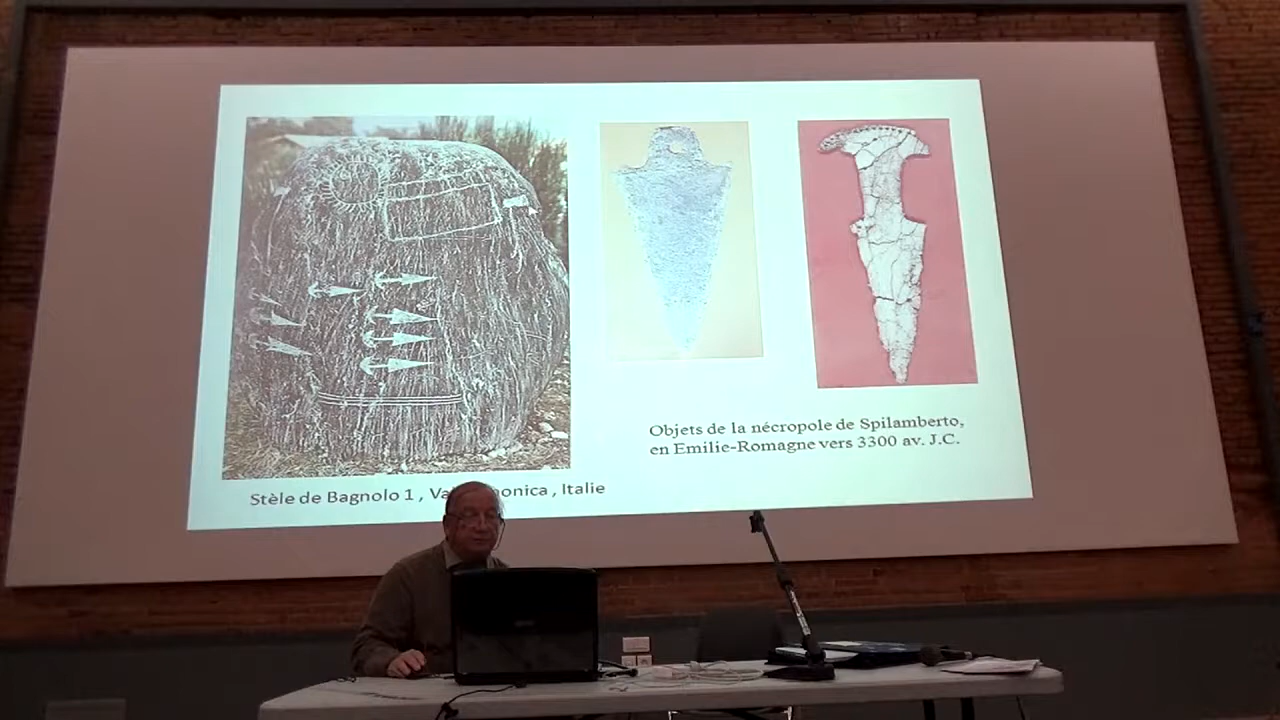 Objets de la nécropole de Spilamberto,
en Emilie-Romagne vers 3300 av. J.C.
Stèle de Bagnolo 1 , , Italie